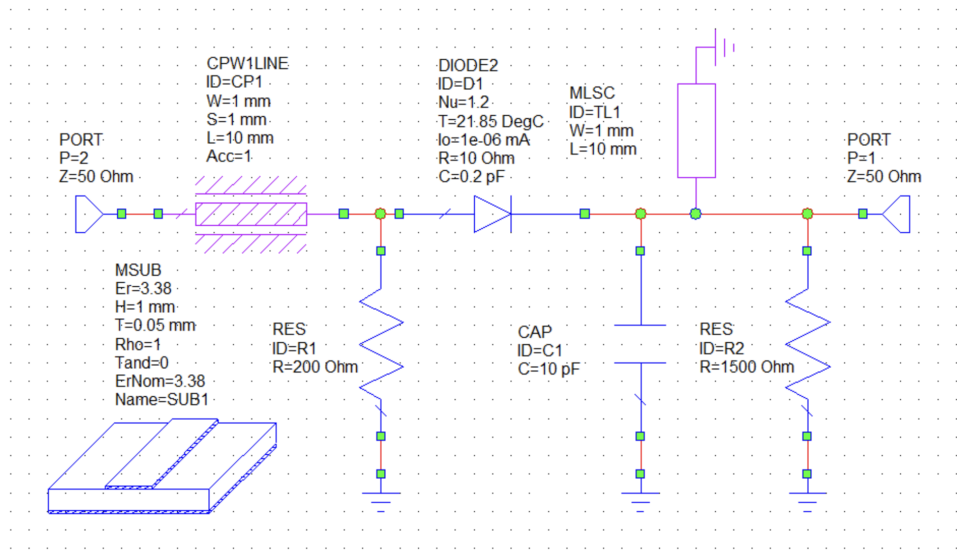 CPW1LINE
ID=CP1
W=1 mm
S=1 mm
L=10 mm
Acc=1
DIODE2
ID=D1
Nu=1.2
T=21.85 DegC
Io=1e-06 mA
R=10 Ohm
C=0.2 pF
MLSC
ID=TL1
W=1 mm
L=10 mm
PORT
P=2
Z=50 Ohm
PORT
P=1
Z=50 Ohm
MSUB
Er=3.38
H=1 mm
T=0.05 mm
Rho=1
Tand=0
ErNom=3.38
Name=SUB1
RES
ID=R1
R=200 Ohm
CAP
ID=C1
C=10 pF
RES
ID=R2
R=1500 Ohm